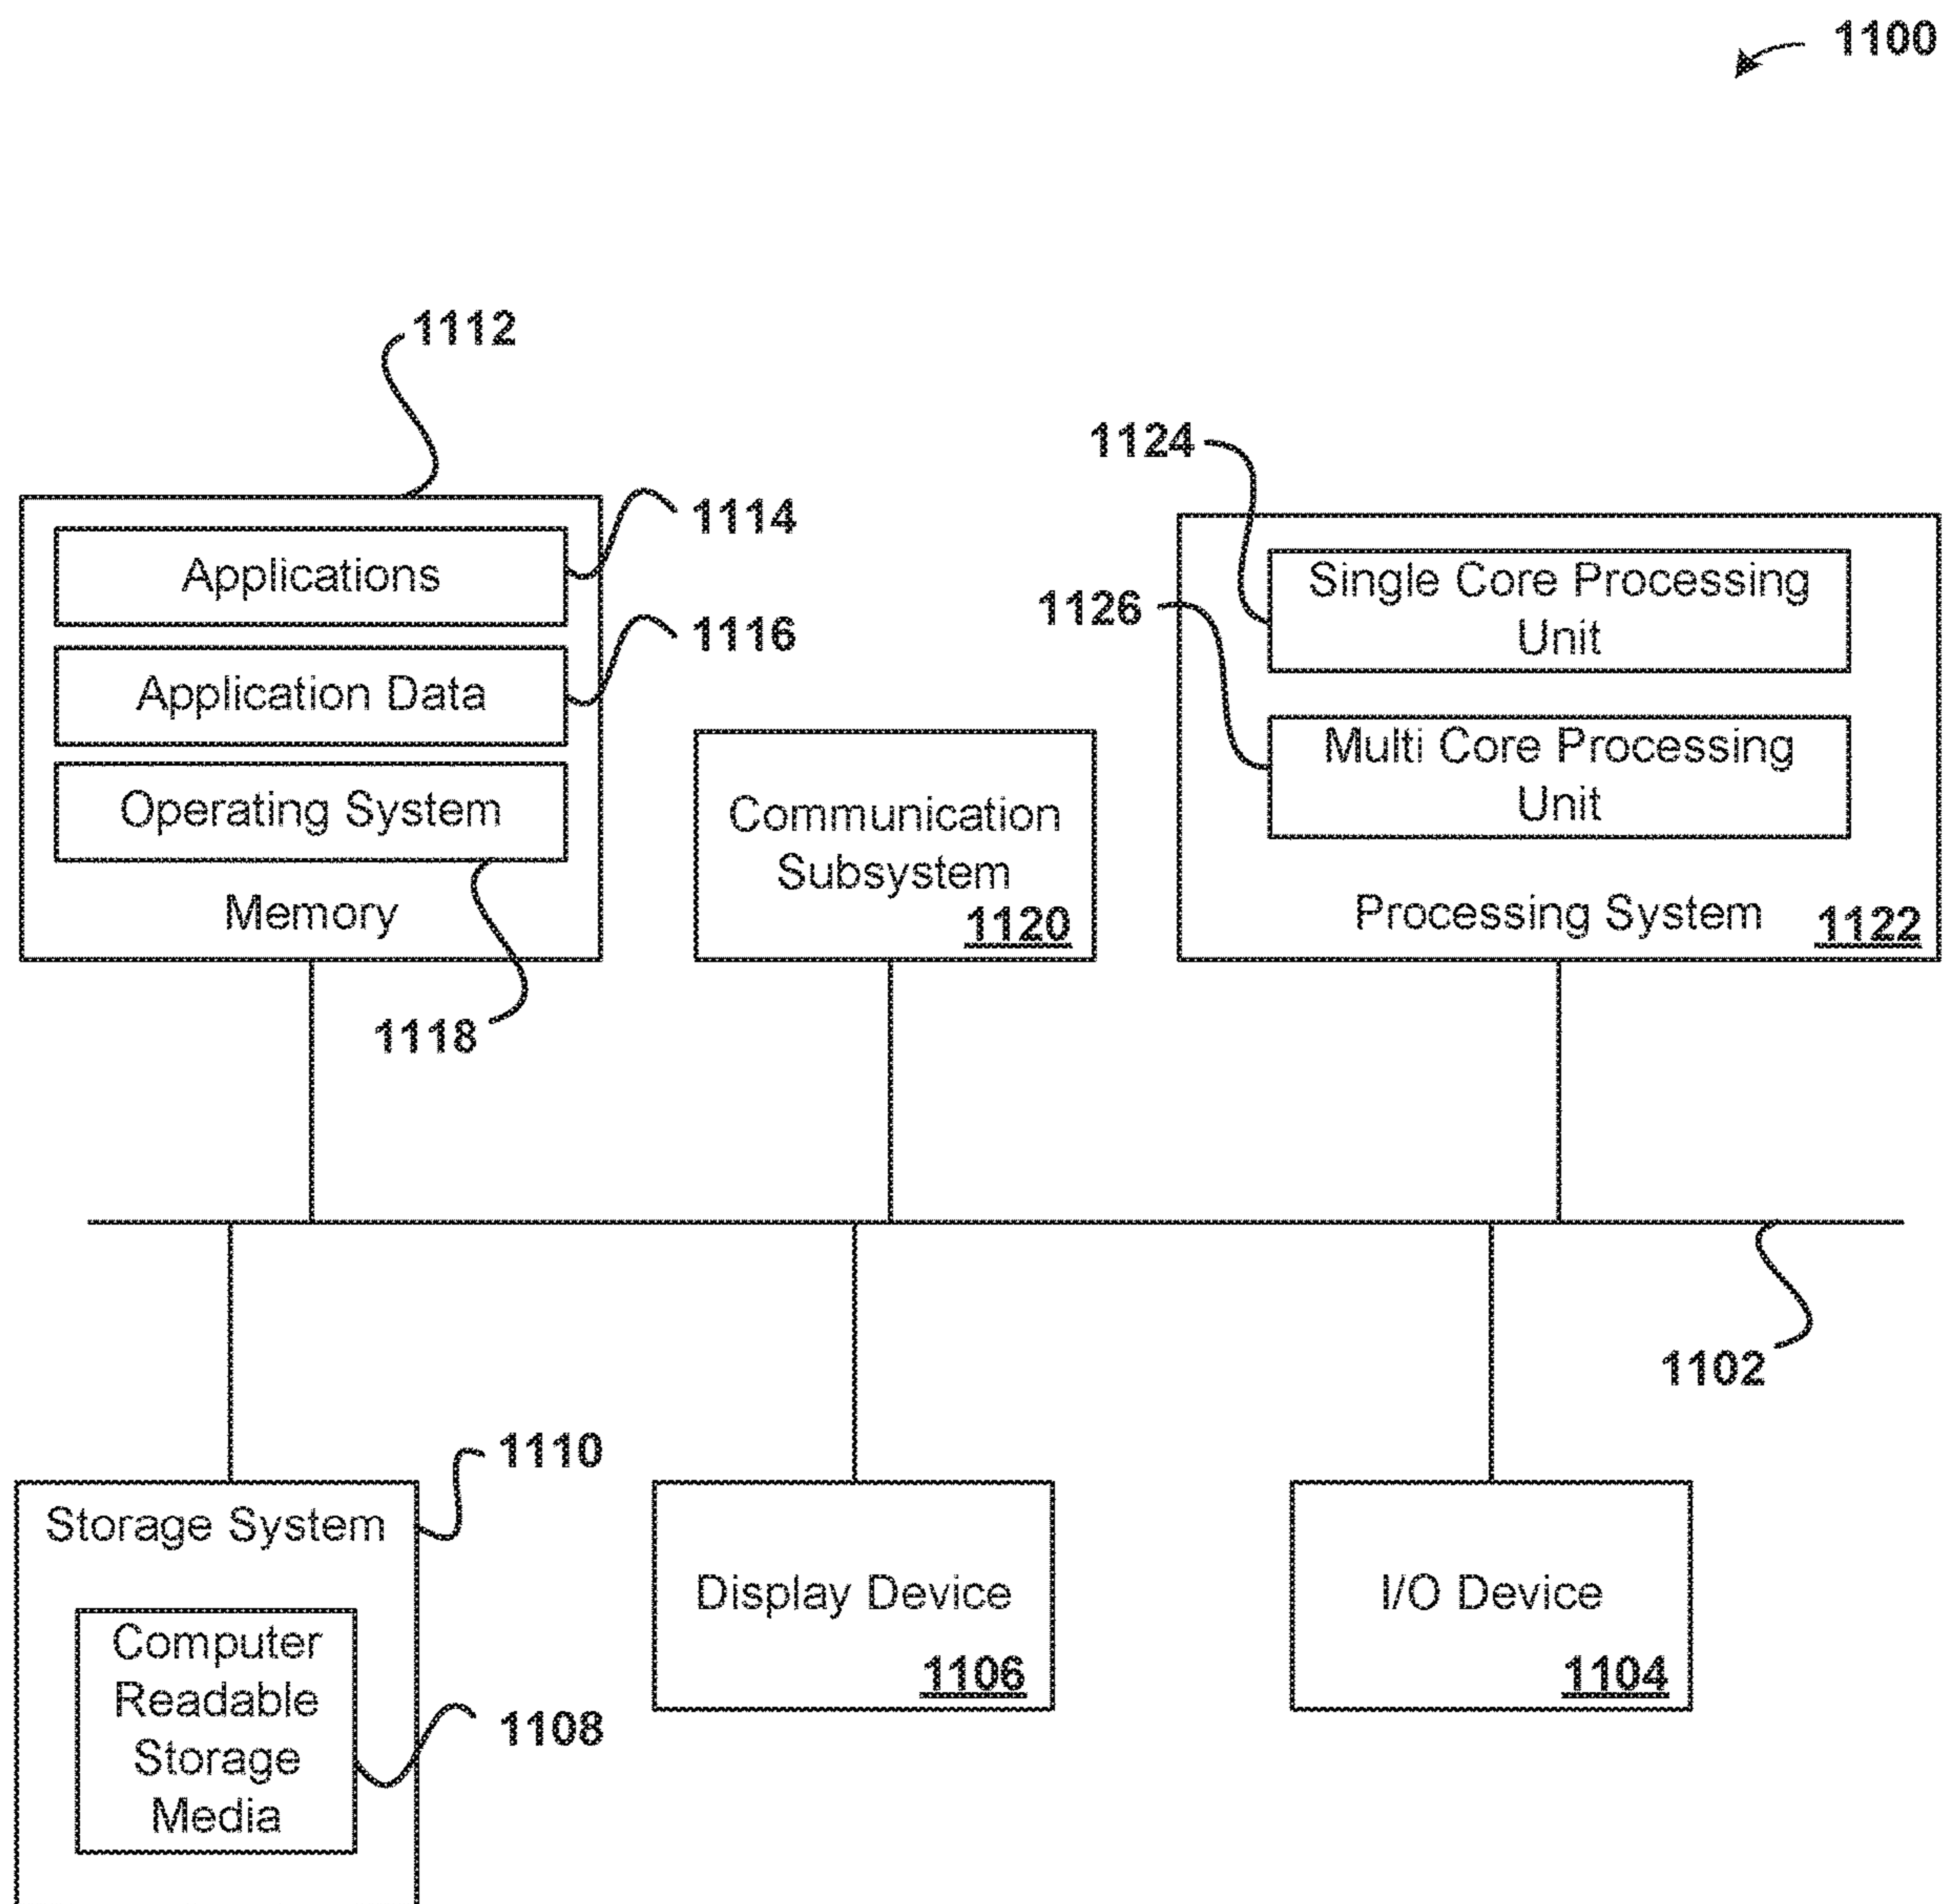 1100
1112
1124
1114
Applications
Single Core Processing
Unit
1126
1116
Application Data
Multi Core Processing
Unit
Operating System
Communication
Subsystem
1120
Memory
Processing System
1122
1118
1102
1110
Storage System
Computer
Readable
Storage
Media
1108
Display Device
1106
I/O Device
1104